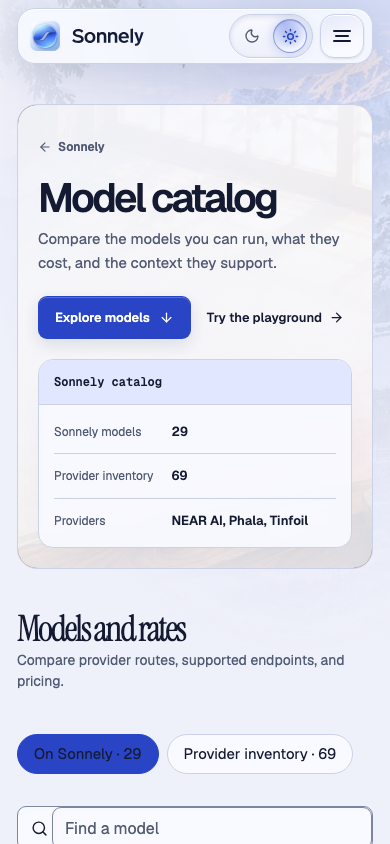 Sonnely
Sonnely
Model catalog
Compare the models you can run, what they
cost, and the context they support.
Explore models
Try the playground
Sonnely catalog
Sonnely models 29
Provider inventory 69
Providers NEAR AI, Phala, Tinfoil
Models and rates
Compare provider routes, supported endpoints, and
pricing.
On Sonnely · 29
Provider inventory · 69
Find a model